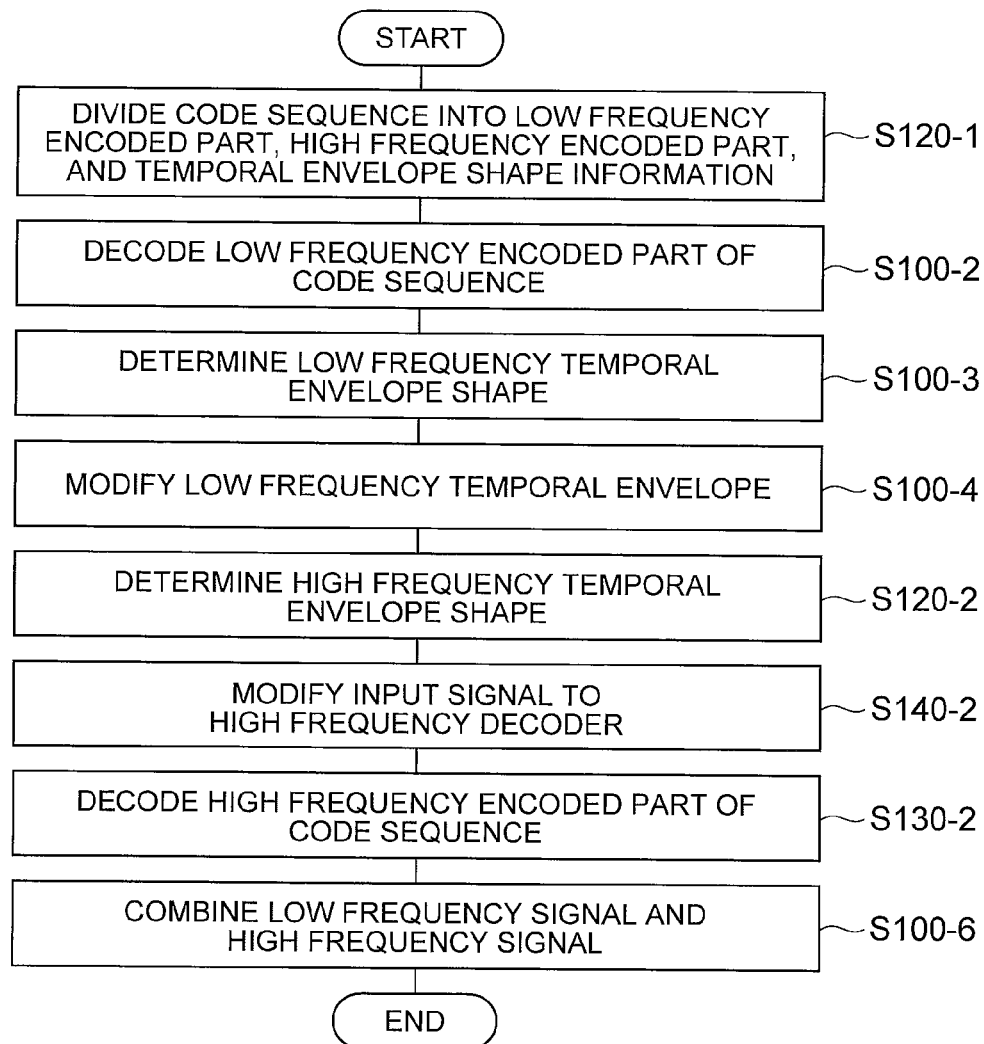 START
DIVIDE CODE SEQUENCE INTO LOW FREQUENCY
ENCODED PART, HIGH FREQUENCY ENCODED PART,
AND TEMPORAL ENVELOPE SHAPE INFORMATION
S120-1
DECODE LOW FREQUENCY ENCODED PART OF
CODE SEQUENCE
S100-2
DETERMINE LOW FREQUENCY TEMPORAL
ENVELOPE SHAPE
S100-3
MODIFY LOW FREQUENCY TEMPORAL ENVELOPE
S100-4
DETERMINE HIGH FREQUENCY TEMPORAL
ENVELOPE SHAPE
S120-2
MODIFY INPUT SIGNAL TO
HIGH FREQUENCY DECODER
S140-2
DECODE HIGH FREQUENCY ENCODED PART OF
CODE SEQUENCE
S130-2
COMBINE LOW FREQUENCY SIGNAL AND
HIGH FREQUENCY SIGNAL
S100-6
END